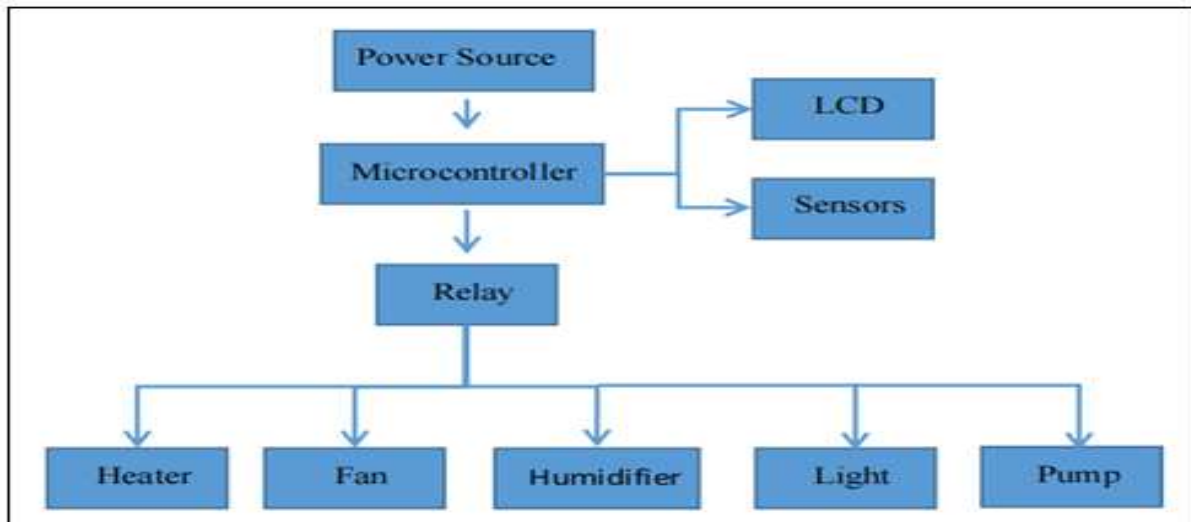 Power Source
LCD
Microcontroller
Sensors
Relay
Heater
Fan
Humidifier
Light
Pump